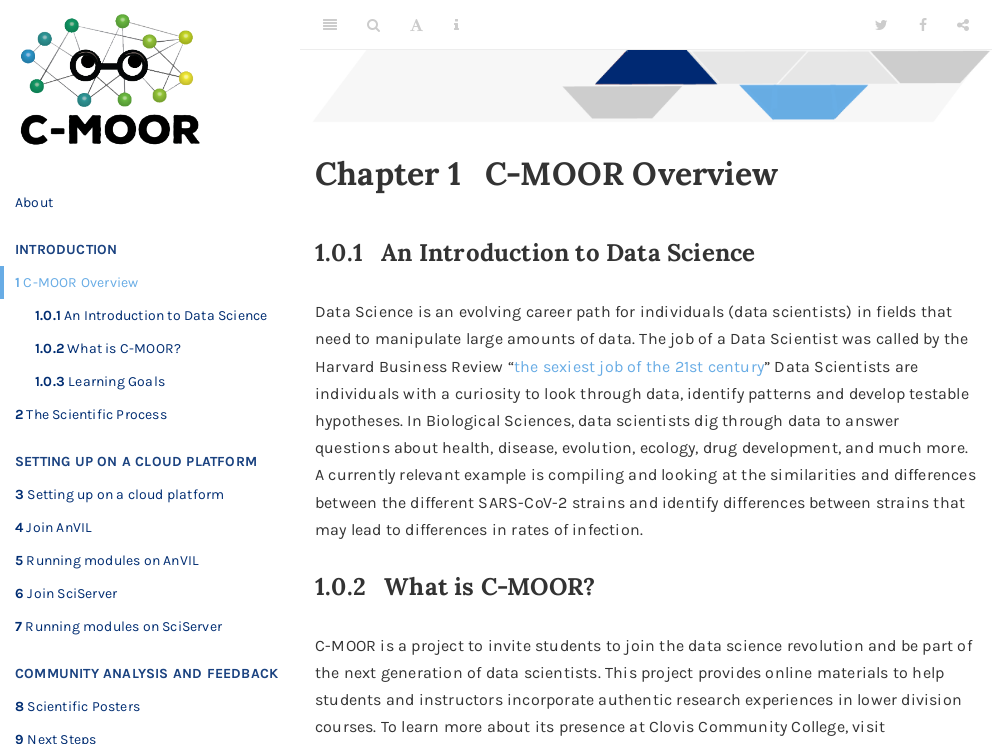 C-MOOR
About
INTRODUCTION
1 C-MOOR Overview
1.0.1 An Introduction to Data Science
1.0.2 What is C-MOOR?
1.0.3 Learning Goals
2 The Scientific Process
SETTING UP ON A CLOUD PLATFORM
3 Setting up on a cloud platform
4 Join AnVIL
5 Running modules on AnVIL
6 Join SciServer
7 Running modules on SciServer
COMMUNITY ANALYSIS AND FEEDBACK
8 Scientific Posters
9 Next Steps
Chapter 1 C-MOOR Overview
1.0.1 An Introduction to Data Science
Data Science is an evolving career path for individuals (data scientists) in fields that
need to manipulate large amounts of data. The job of a Data Scientist was called by the
Harvard Business Review “the sexiest job of the 21st century” Data Scientists are
individuals with a curiosity to look through data, identify patterns and develop testable
hypotheses. In Biological Sciences, data scientists dig through data to answer
questions about health, disease, evolution, ecology, drug development, and much more.
A currently relevant example is compiling and looking at the similarities and differences
between the different SARS-CoV-2 strains and identify differences between strains that
may lead to differences in rates of infection.
1.0.2 What is C-MOOR?
C-MOOR is a project to invite students to join the data science revolution and be part of
the next generation of data scientists. This project provides online materials to help
students and instructors incorporate authentic research experiences in lower division
courses. To learn more about its presence at Clovis Community College, visit